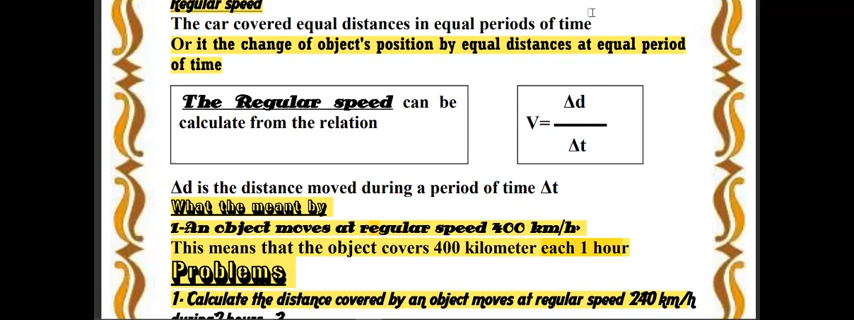 Regular speed
The car covered equal distances in equal periods of time
Or it the change of object's position by equal distances at equal period
of time
The Regular speed can be
calculate from the relation
Δd
V=
Δt
Δd is the distance moved during a period of time Δt
What the meant by
1-An object moves at regular speed 400 km/h
This means that the object covers 400 kilometer each 1 hour
Problems
1- Calculate the distance covered by an object moves at regular speed 240 km/h
during2 hours